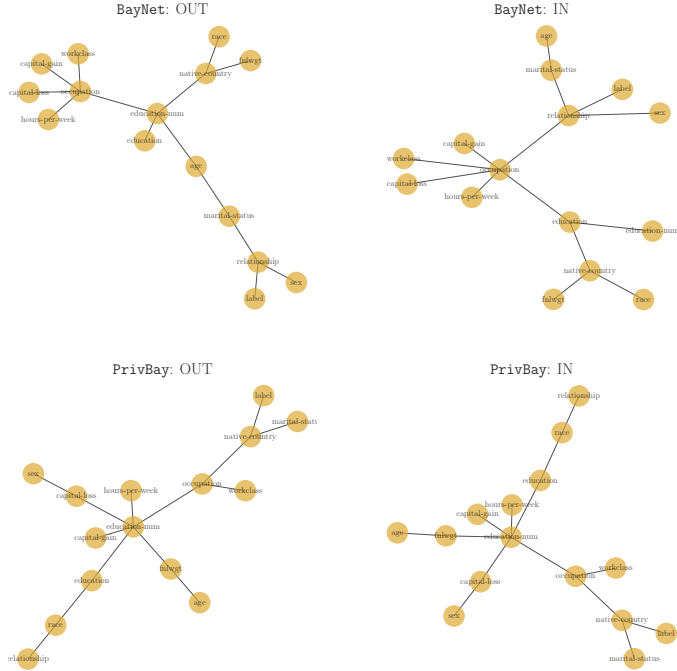 BayNet: OUT
race
workclass
capital-gain
fnlwgt
native-country
capital-loss
occupation
education-num
hours-per-week
education
age
marital-status
relationship
sex
label
BayNet: IN
age
marital-status
label
relationship
sex
capital-gain
workclass
occupation
capital-loss
hours-per-week
education
education-num
native-country
fnlwgt
race
PrivBay: OUT
label
marital-statu
native-country
sex
occupation
hours-per-week
workclass
capital-loss
education-num
capital-gain
fnlwgt
education
age
race
relationship
PrivBay: IN
relationship
race
education
hours-per-week
capital-gain
age
fnlwgt
education-num
occupation
workclass
capital-loss
sex
native-country
label
marital-status